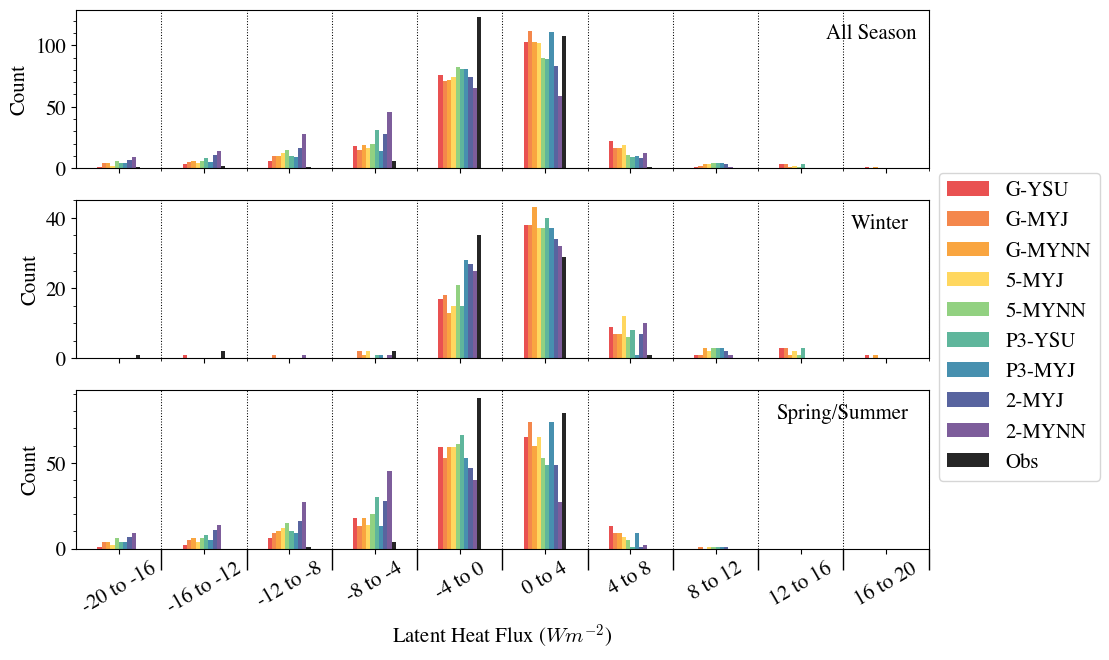 All Season
Count
100
50
0
Winter
Count
40
20
0
Spring/Summer
Count
50
0
-20 to -16
-16 to -12
-12 to -8
-8 to -4
-4 to 0
0 to 4
4 to 8
8 to 12
12 to 16
16 to 20
Latent Heat Flux (Wm⁻²)
G-YSU
G-MYJ
G-MYNN
5-MYJ
5-MYNN
P3-YSU
P3-MYJ
2-MYJ
2-MYNN
Obs